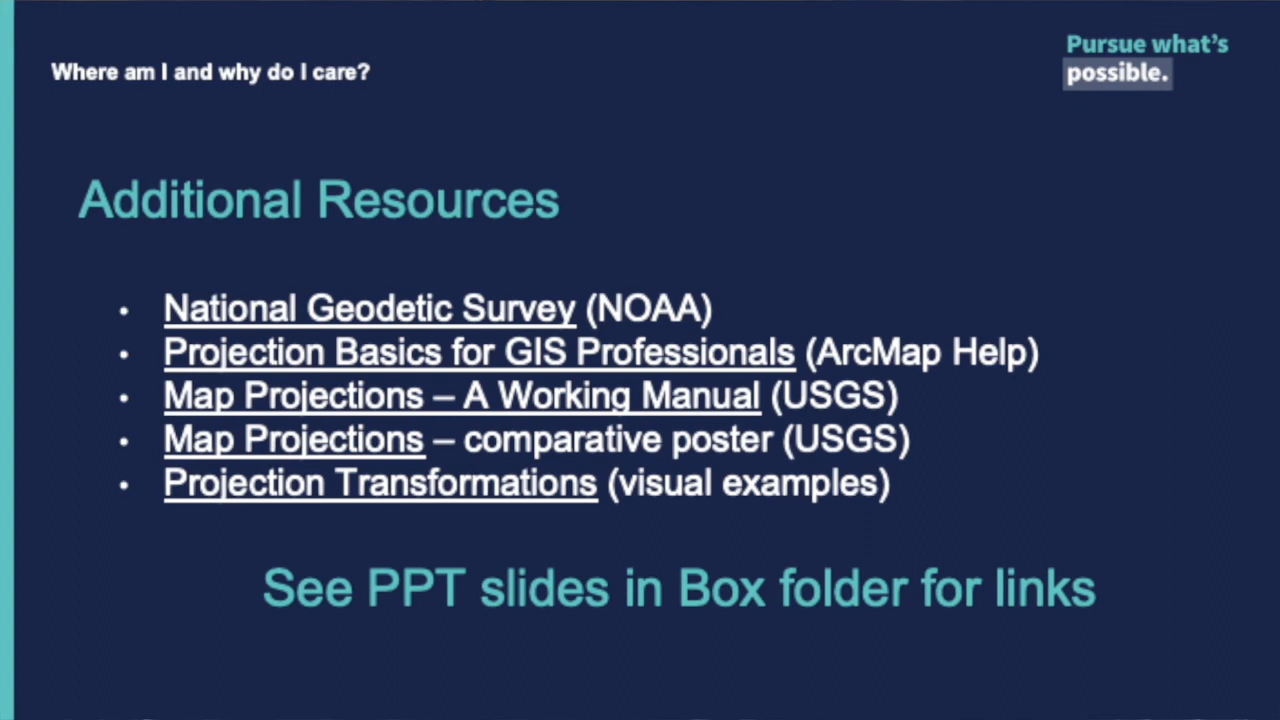 Where am I and why do I care?
Pursue what's
possible.
Additional Resources
• National Geodetic Survey (NOAA)
• Projection Basics for GIS Professionals (ArcMap Help)
• Map Projections – A Working Manual (USGS)
• Map Projections – comparative poster (USGS)
• Projection Transformations (visual examples)
See PPT slides in Box folder for links